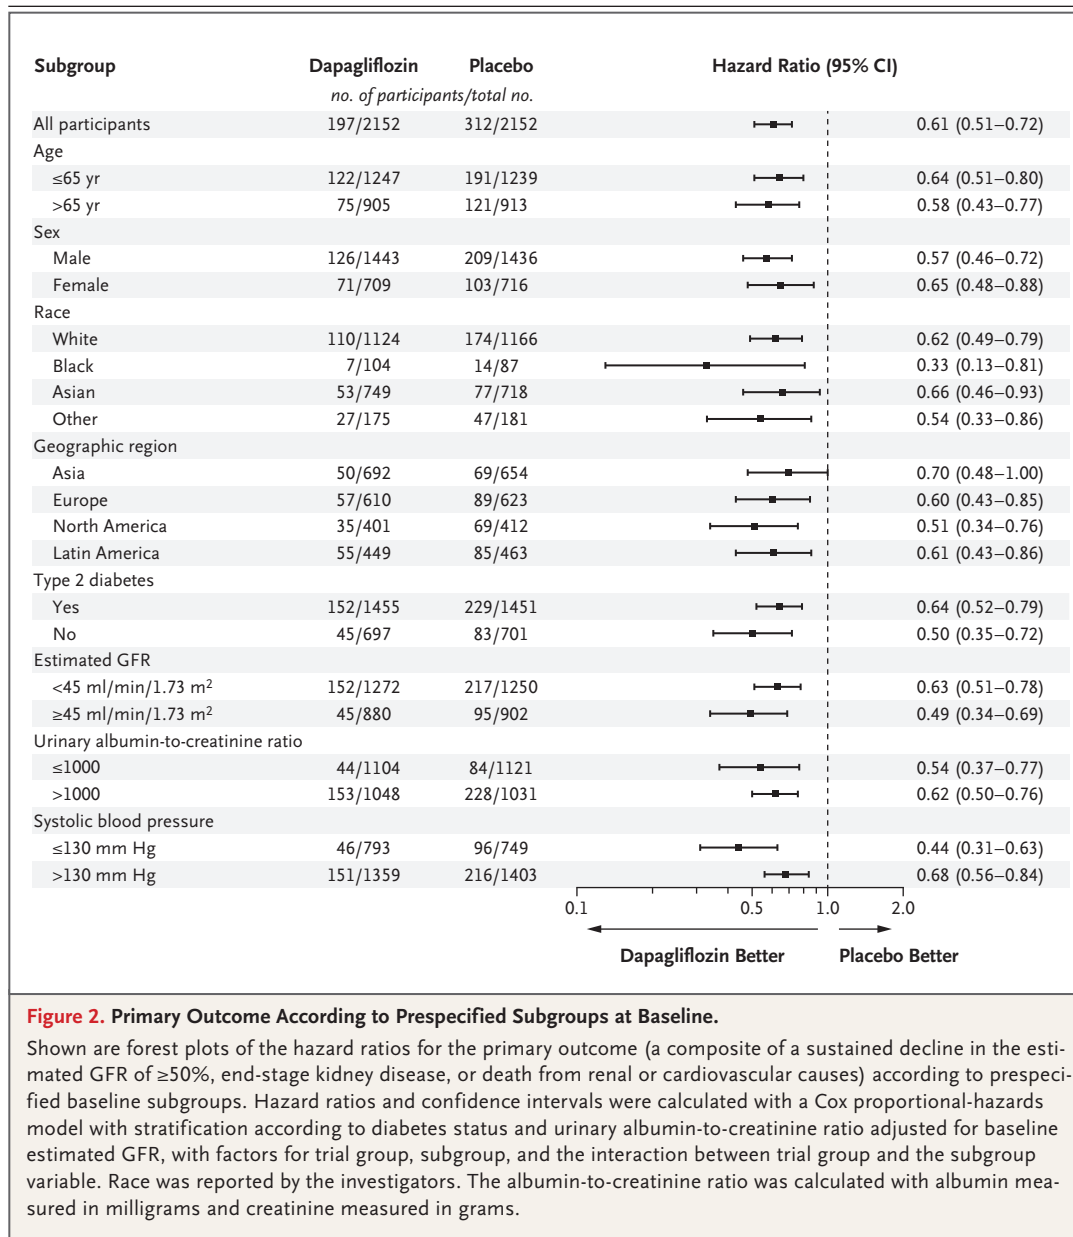 Subgroup Dapagliflozin Placebo Hazard Ratio (95% CI)
no. of participants/total no.
All participants 197/2152 312/2152 0.61 (0.51–0.72)
Age
≤65 yr 122/1247 191/1239 0.64 (0.51–0.80)
>65 yr 75/905 121/913 0.58 (0.43–0.77)
Sex
Male 126/1443 209/1436 0.57 (0.46–0.72)
Female 71/709 103/716 0.65 (0.48–0.88)
Race
White 110/1124 174/1166 0.62 (0.49–0.79)
Black 7/104 14/87 0.33 (0.13–0.81)
Asian 53/749 77/718 0.66 (0.46–0.93)
Other 27/175 47/181 0.54 (0.33–0.86)
Geographic region
Asia 50/692 69/654 0.70 (0.48–1.00)
Europe 57/610 89/623 0.60 (0.43–0.85)
North America 35/401 69/412 0.51 (0.34–0.76)
Latin America 55/449 85/463 0.61 (0.43–0.86)
Type 2 diabetes
Yes 152/1455 229/1451 0.64 (0.52–0.79)
No 45/697 83/701 0.50 (0.35–0.72)
Estimated GFR
<45 ml/min/1.73 m² 152/1272 217/1250 0.63 (0.51–0.78)
≥45 ml/min/1.73 m² 45/880 95/902 0.49 (0.34–0.69)
Urinary albumin-to-creatinine ratio
≤1000 44/1104 84/1121 0.54 (0.37–0.77)
>1000 153/1048 228/1031 0.62 (0.50–0.76)
Systolic blood pressure
≤130 mm Hg 46/793 96/749 0.44 (0.31–0.63)
>130 mm Hg 151/1359 216/1403 0.68 (0.56–0.84)
0.1 0.5 1.0 2.0
Dapagliflozin Better Placebo Better
Figure 2. Primary Outcome According to Prespecified Subgroups at Baseline.
Shown are forest plots of the hazard ratios for the primary outcome (a composite of a sustained decline in the esti-
mated GFR of ≥50%, end-stage kidney disease, or death from renal or cardiovascular causes) according to prespeci-
fied baseline subgroups. Hazard ratios and confidence intervals were calculated with a Cox proportional-hazards
model with stratification according to diabetes status and urinary albumin-to-creatinine ratio adjusted for baseline
estimated GFR, with factors for trial group, subgroup, and the interaction between trial group and the subgroup
variable. Race was reported by the investigators. The albumin-to-creatinine ratio was calculated with albumin mea-
sured in milligrams and creatinine measured in grams.